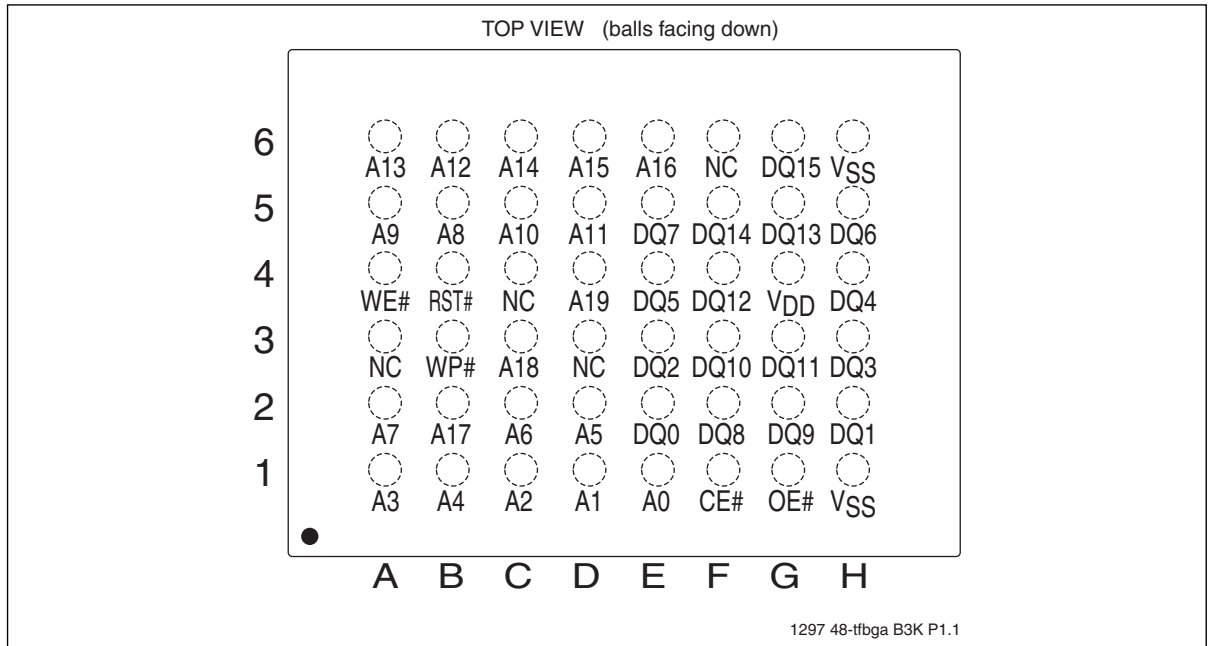 TOP VIEW (balls facing down)
6
A13 A12 A14 A15 A16 NC DQ15 VSS
5
A9 A8 A10 A11 DQ7 DQ14 DQ13 DQ6
4
WE# RST# NC A19 DQ5 DQ12 VDD DQ4
3
NC WP# A18 NC DQ2 DQ10 DQ11 DQ3
2
A7 A17 A6 A5 DQ0 DQ8 DQ9 DQ1
1
A3 A4 A2 A1 A0 CE# OE# VSS
A B C D E F G H
1297 48-tfbga B3K P1.1